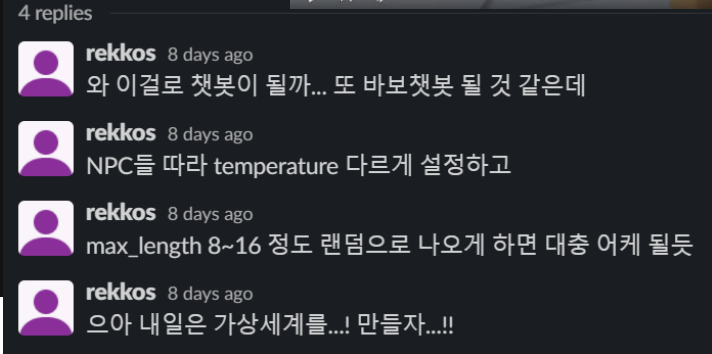 4 replies
rekkos 8 days ago
와 이걸로 챗봇이 될까... 또 바보챗봇 될 것 같은데
rekkos 8 days ago
NPC들 따라 temperature 다르게 설정하고
rekkos 8 days ago
max_length 8~16 정도 랜덤으로 나오게 하면 대충 어케 될듯
rekkos 8 days ago
으아 내일은 가상세계를...! 만들자...!!